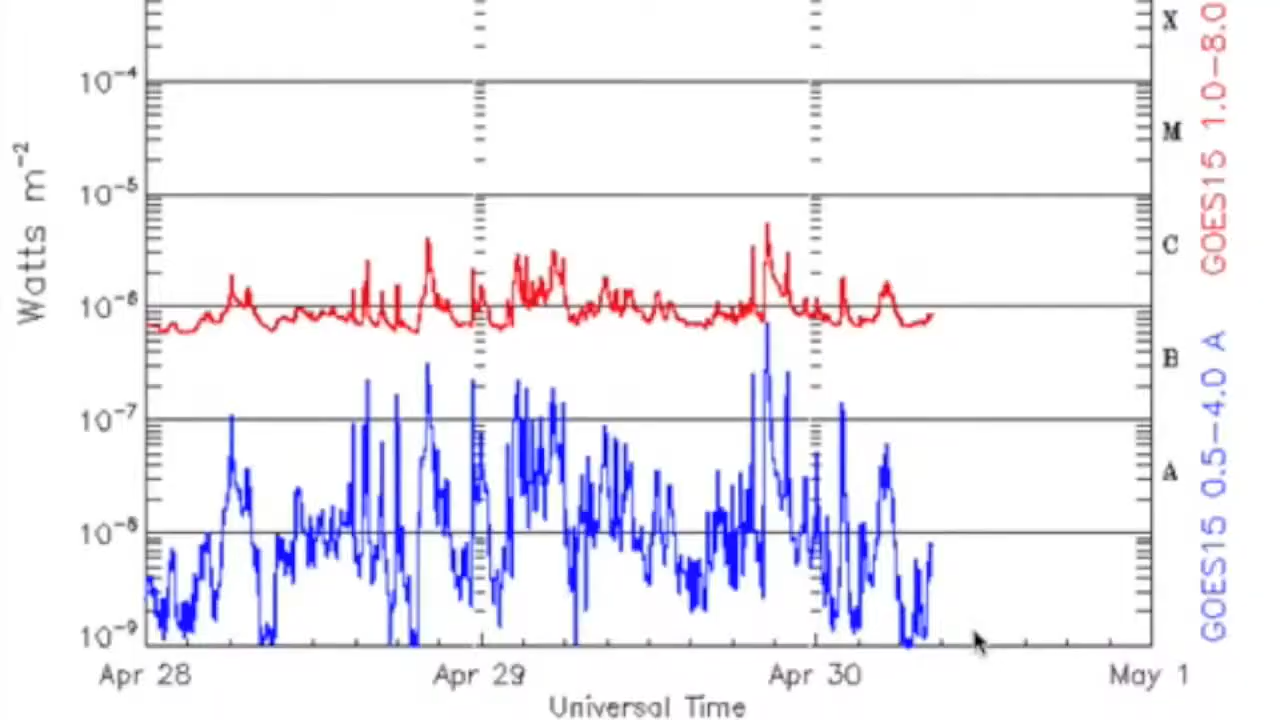 X
10⁻⁴
M
10⁻⁵
C
10⁻⁶
B
10⁻⁷
A
10⁻⁸
10⁻⁹
Apr 28 Apr 29 Apr 30 May 1
Universal Time
Watts m⁻²
GOES15 1.0-8.0
GOES15 0.5-4.0 A